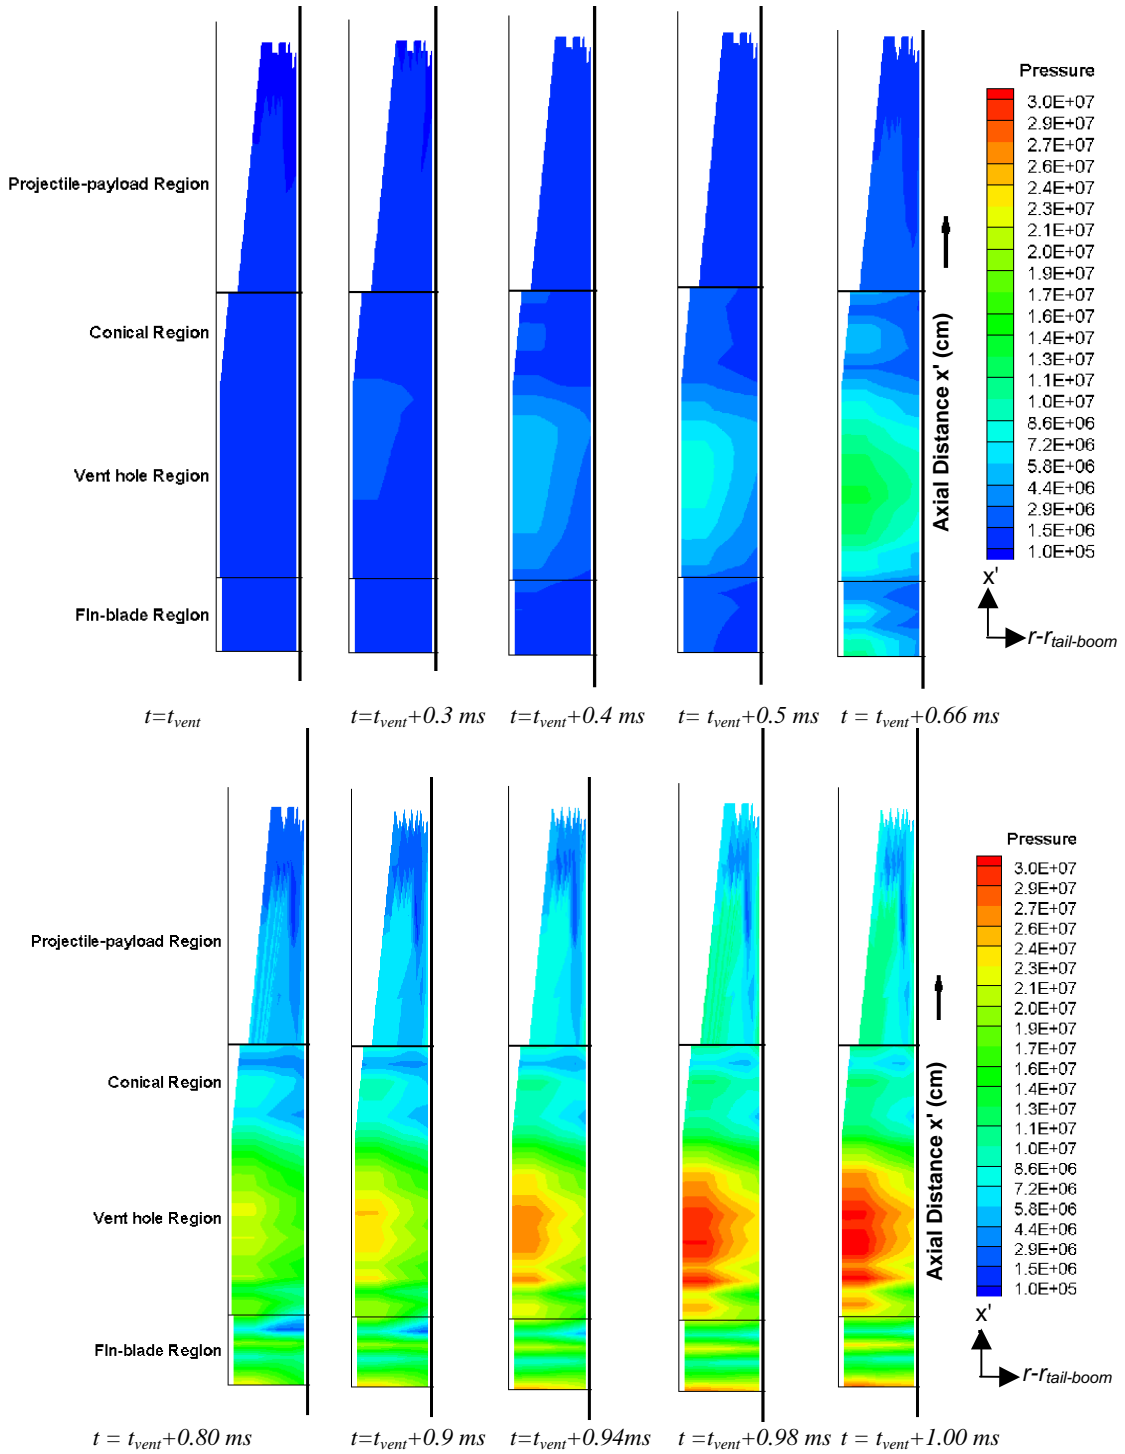 Pressure
3.0E+07
2.9E+07
2.7E+07
2.6E+07
2.4E+07
2.3E+07
2.1E+07
2.0E+07
1.9E+07
1.7E+07
1.6E+07
1.4E+07
1.3E+07
1.1E+07
1.0E+07
8.6E+06
7.2E+06
5.8E+06
4.4E+06
2.9E+06
1.5E+06
1.0E+05
Projectile-payload Region
Conical Region
Vent hole Region
Fin-blade Region
Axial Distance x' (cm)
x'
r-rtail-boom
t=tvent
t=tvent+0.3 ms
t=tvent+0.4 ms
t= tvent+0.5 ms
t = tvent+0.66 ms
Pressure
3.0E+07
2.9E+07
2.7E+07
2.6E+07
2.4E+07
2.3E+07
2.1E+07
2.0E+07
1.9E+07
1.7E+07
1.6E+07
1.4E+07
1.3E+07
1.1E+07
1.0E+07
8.6E+06
7.2E+06
5.8E+06
4.4E+06
2.9E+06
1.5E+06
1.0E+05
Projectile-payload Region
Conical Region
Vent hole Region
Fin-blade Region
Axial Distance x' (cm)
x'
r-rtail-boom
t = tvent+0.80 ms
t= tvent+0.9 ms
t=tvent+0.94ms
t =tvent+0.98 ms
t = tvent+1.00 ms